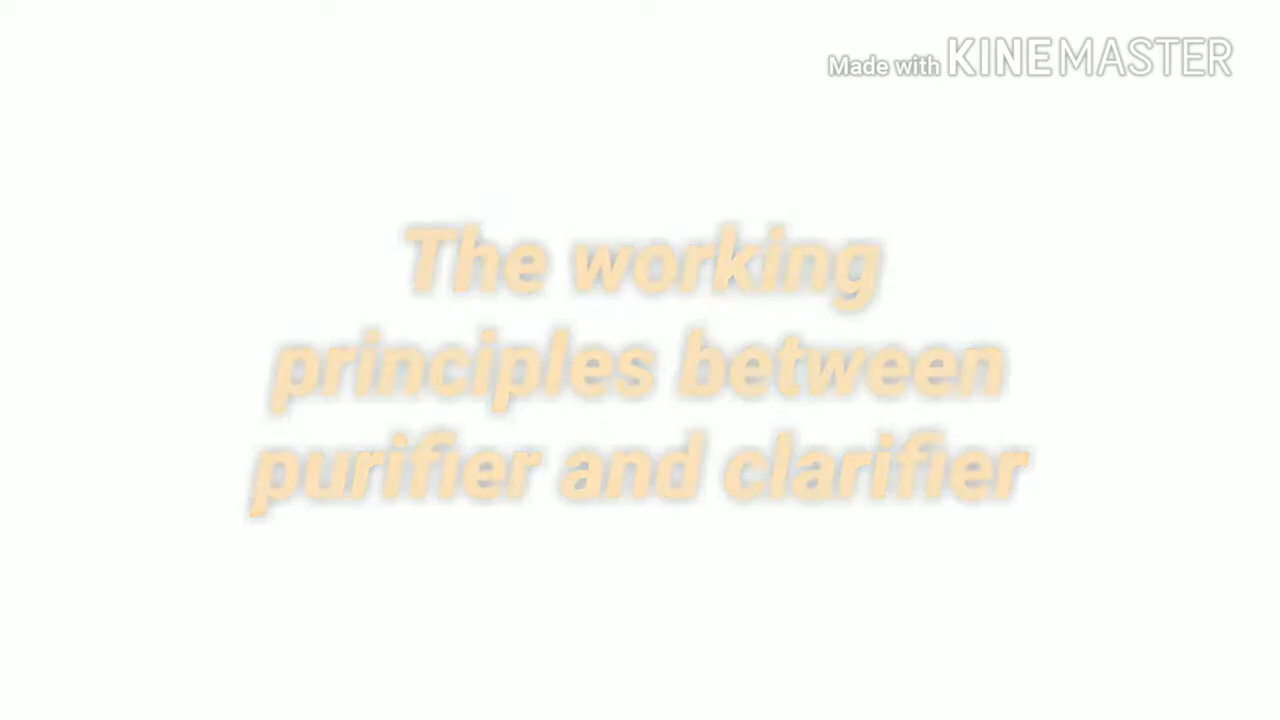 Made with KINEMASTER
The working
principles between
purifier and clarifier